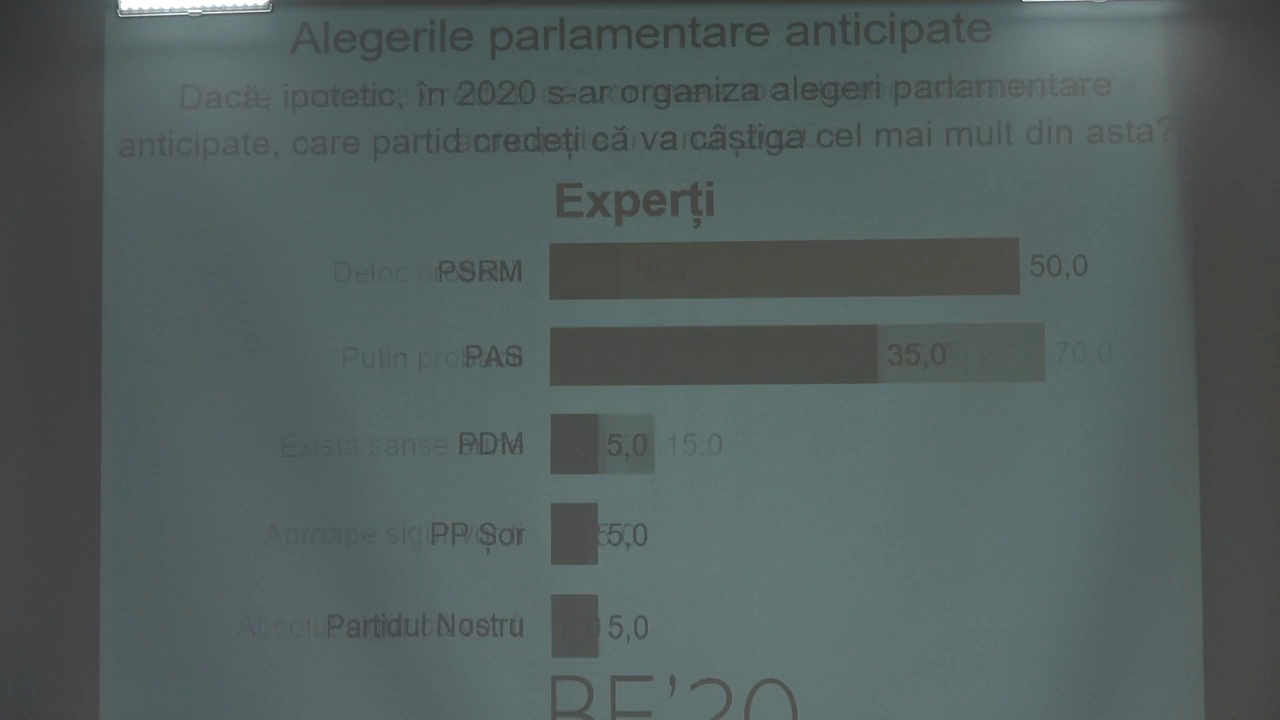 Alegerile parlamentare anticipate
Dacă, ipotetic, în 2020 s-ar organiza alegeri parlamentare
anticipate, care partid credeți că va câștiga cel mai mult din asta?
Experți
PSRM 50,0
PAS 35,0 70.0
PDM 5,0 15.0
PP Șor 5,0
Partidul Nostru 5,0
BE'20